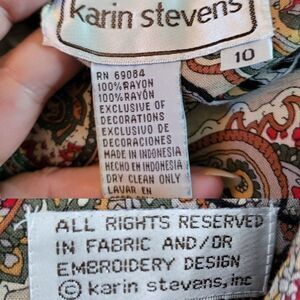 karin stevens
10
RN 69084
100%RAYON
100%RAYÓN
EXCLUSIVE OF
DECORATIONS
EXCLUSIVO DE
DECORACIONES
MADE IN INDONESIA
HECHO EN INDONESIA
DRY CLEAN ONLY
LAVAR EN
ALL RIGHTS RESERVED
IN FABRIC AND/OR
EMBROIDERY DESIGN
© karin stevens, inc